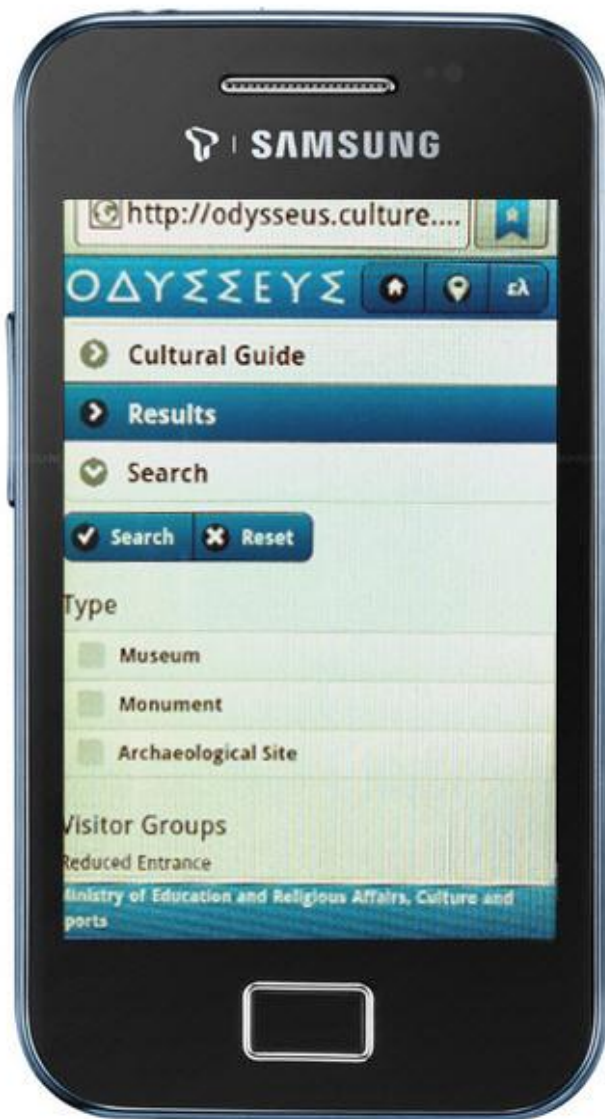 SAMSUNG
http://odysseus.culture....
ΟΔΥΣΣΕΥΣ
ελ
Cultural Guide
Results
Search
Search Reset
Type
Museum
Monument
Archaeological Site
Visitor Groups
Reduced Entrance
Ministry of Education and Religious Affairs, Culture and
ports